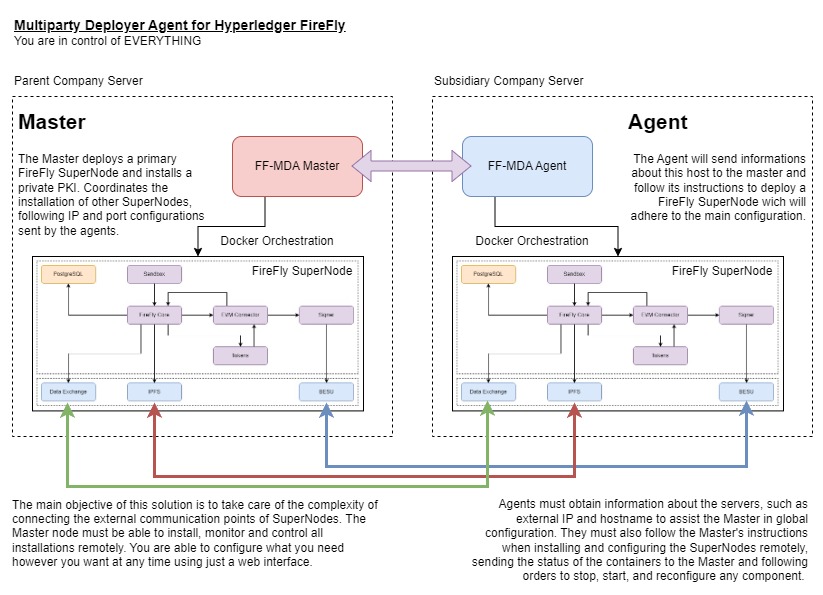 Multiparty Deployer Agent for Hyperledger FireFly
You are in control of EVERYTHING
Parent Company Server
Master
The Master deploys a primary
FireFly SuperNode and installs a
private PKI. Coordinates the
installation of other SuperNodes,
following IP and port configurations
sent by the agents.
FF-MDA Master
Docker Orchestration
FireFly SuperNode
PostgreSQL
Sandbox
FireFly Core
EVM Connector
Signer
Tokens
Data Exchange
IPFS
BESU
Subsidiary Company Server
Agent
FF-MDA Agent
The Agent will send informations
about this host to the master and
follow its instructions to deploy a
FireFly SuperNode wich will
adhere to the main configuration.
Docker Orchestration
FireFly SuperNode
PostgreSQL
Sandbox
FireFly Core
EVM Connector
Signer
Tokens
Data Exchange
IPFS
BESU
The main objective of this solution is to take care of the complexity of
connecting the external communication points of SuperNodes. The
Master node must be able to install, monitor and control all
installations remotely. You are able to configure what you need
however you want at any time using just a web interface.
Agents must obtain information about the servers, such as
external IP and hostname to assist the Master in global
configuration. They must also follow the Master's instructions
when installing and configuring the SuperNodes remotely,
sending the status of the containers to the Master and following
orders to stop, start, and reconfigure any component.